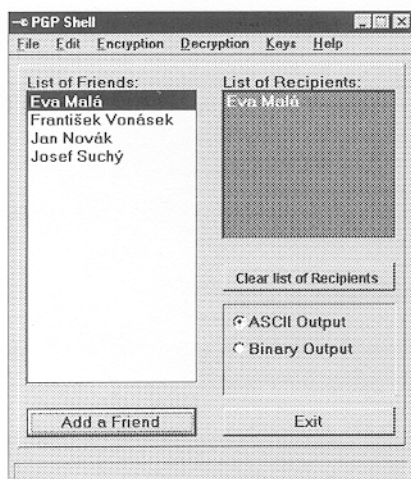 PGP Shell
File Edit Encryption Decryption Keys Help
List of Friends:
Eva Malá
František Vonásek
Jan Novák
Josef Suchý
List of Recipients:
Eva Malá
Clear list of Recipients
ASCII Output
Binary Output
Add a Friend
Exit